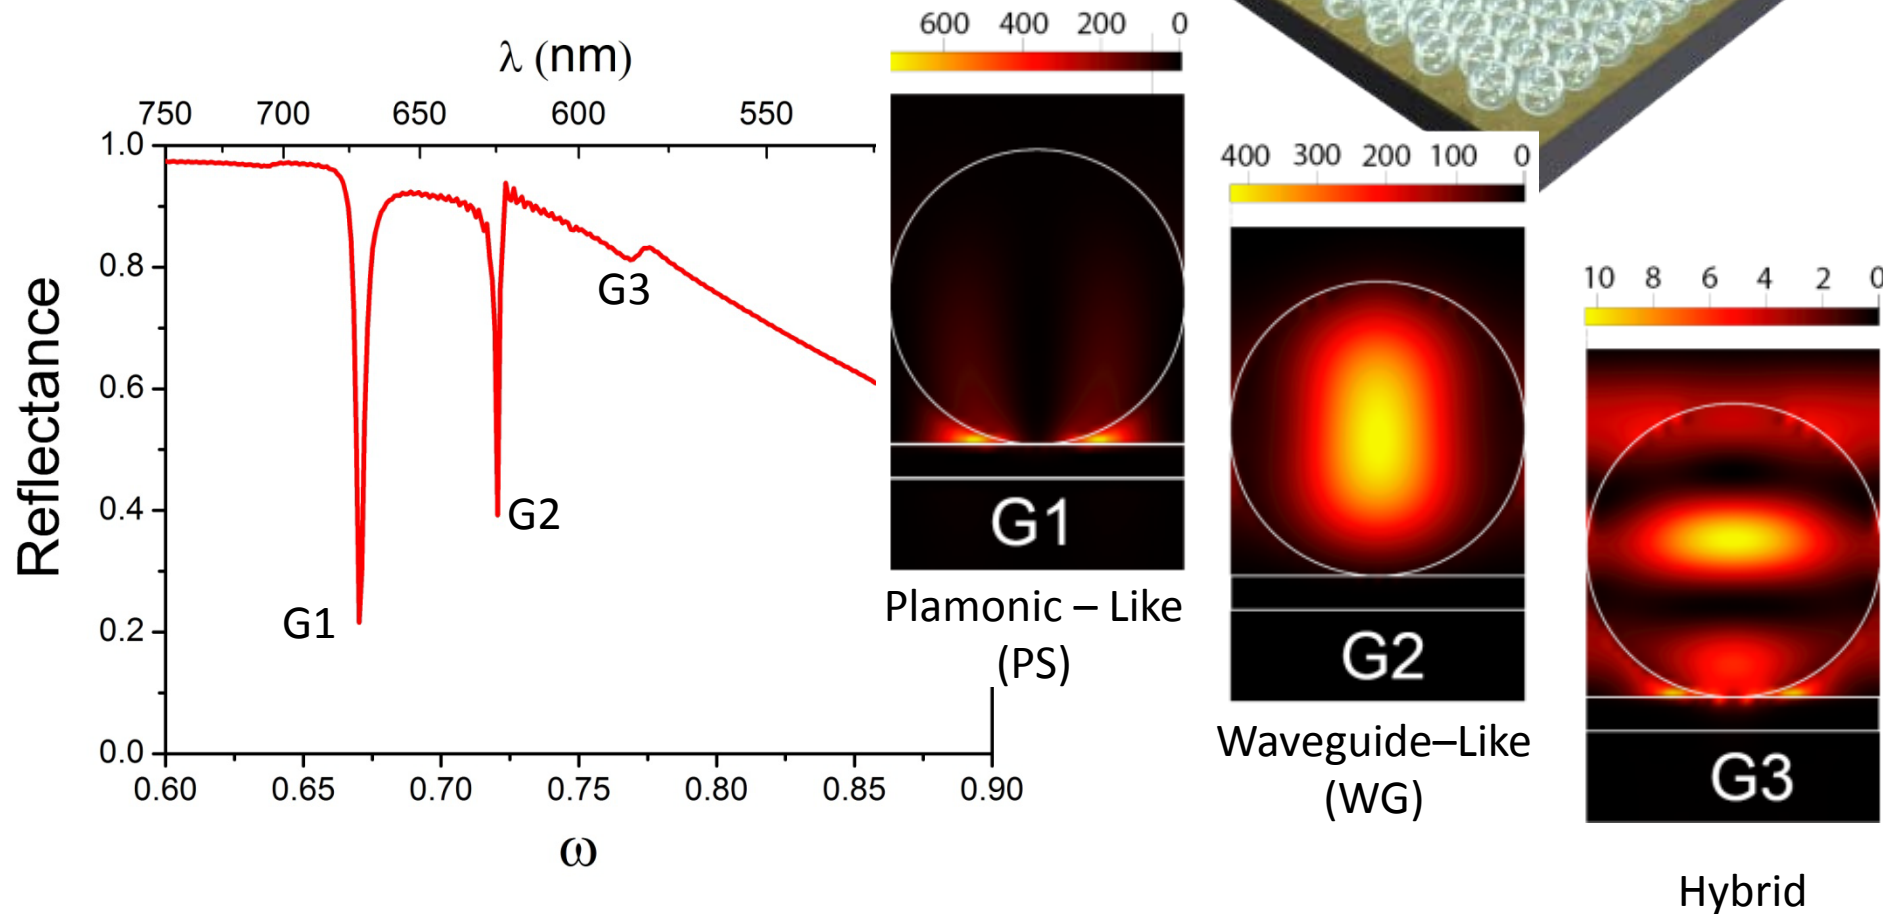 λ (nm)
750 700 650 600 550
1.0
0.8
0.6
0.4
0.2
0.0
Reflectance
G1
G2
G3
0.60 0.65 0.70 0.75 0.80 0.85 0.90
ω
600 400 200 0
G1
Plamonic – Like
(PS)
400 300 200 100 0
G2
Waveguide–Like
(WG)
10 8 6 4 2 0
G3
Hybrid